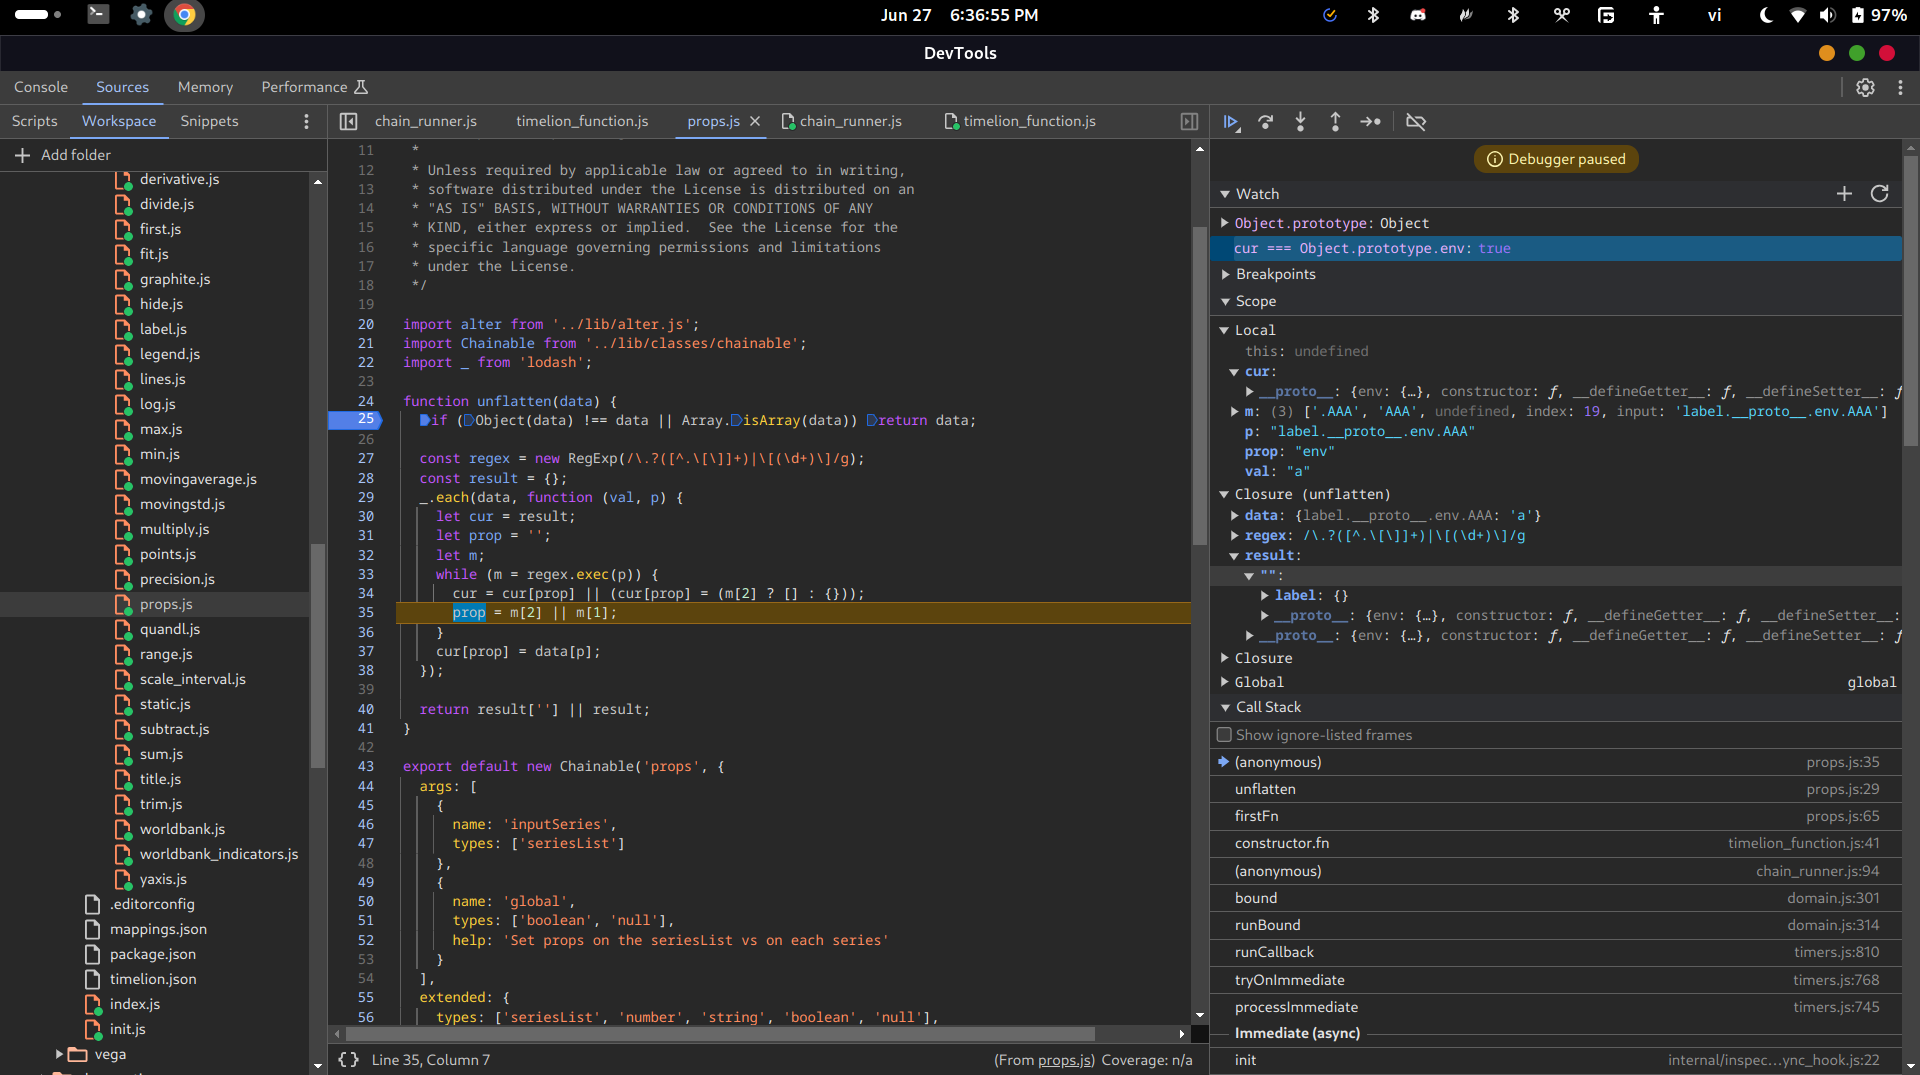 Jun 27 6:36:55 PM
vi
97%
DevTools
Console Sources Memory Performance
Scripts Workspace Snippets
Add folder
derivative.js
divide.js
first.js
fit.js
graphite.js
hide.js
label.js
legend.js
lines.js
log.js
max.js
min.js
movingaverage.js
movingstd.js
multiply.js
points.js
precision.js
props.js
quandl.js
range.js
scale_interval.js
static.js
subtract.js
sum.js
title.js
trim.js
worldbank.js
worldbank_indicators.js
yaxis.js
.editorconfig
mappings.json
package.json
timelion.json
index.js
init.js
vega
chain_runner.js timelion_function.js props.js chain_runner.js timelion_function.js
11 *
12 * Unless required by applicable law or agreed to in writing,
13 * software distributed under the License is distributed on an
14 * "AS IS" BASIS, WITHOUT WARRANTIES OR CONDITIONS OF ANY
15 * KIND, either express or implied.  See the License for the
16 * specific language governing permissions and limitations
17 * under the License.
18 */
19
20 import alter from '../lib/alter.js';
21 import Chainable from '../lib/classes/chainable';
22 import _ from 'lodash';
23
24 function unflatten(data) {
25 if (Object(data) !== data || Array.isArray(data)) return data;
26
27 const regex = new RegExp(/\.?([^.\[\]]+)|\[(\d+)\]/g);
28 const result = {};
29 _.each(data, function (val, p) {
30 let cur = result;
31 let prop = '';
32 let m;
33 while (m = regex.exec(p)) {
34 cur = cur[prop] || (cur[prop] = (m[2] ? [] : {}));
35 prop = m[2] || m[1];
36 }
37 cur[prop] = data[p];
38 });
39
40 return result[''] || result;
41 }
42
43 export default new Chainable('props', {
44 args: [
45 {
46 name: 'inputSeries',
47 types: ['seriesList']
48 },
49 {
50 name: 'global',
51 types: ['boolean', 'null'],
52 help: 'Set props on the seriesList vs on each series'
53 }
54 ],
55 extended: {
56 types: ['seriesList', 'number', 'string', 'boolean', 'null'],
{} Line 35, Column 7 (From props.js) Coverage: n/a
Debugger paused
Watch
Object.prototype: Object
cur === Object.prototype.env: true
Breakpoints
Scope
Local
this: undefined
cur:
__proto__: {env: {…}, constructor: ƒ, __defineGetter__: ƒ, __defineSetter__: ƒ
m: (3) ['.AAA', 'AAA', undefined, index: 19, input: 'label.__proto__.env.AAA']
p: "label.__proto__.env.AAA"
prop: "env"
val: "a"
Closure (unflatten)
data: {label.__proto__.env.AAA: 'a'}
regex: /\.?([^.\[\]]+)|\[(\d+)\]/g
result:
"":
label: {}
__proto__: {env: {…}, constructor: ƒ, __defineGetter__: ƒ, __defineSetter__:
__proto__: {env: {…}, constructor: ƒ, __defineGetter__: ƒ, __defineSetter__: ƒ
Closure
Global global
Call Stack
Show ignore-listed frames
(anonymous) props.js:35
unflatten props.js:29
firstFn props.js:65
constructor.fn timelion_function.js:41
(anonymous) chain_runner.js:94
bound domain.js:301
runBound domain.js:314
runCallback timers.js:810
tryOnImmediate timers.js:768
processImmediate timers.js:745
Immediate (async)
init internal/inspec…ync_hook.js:22